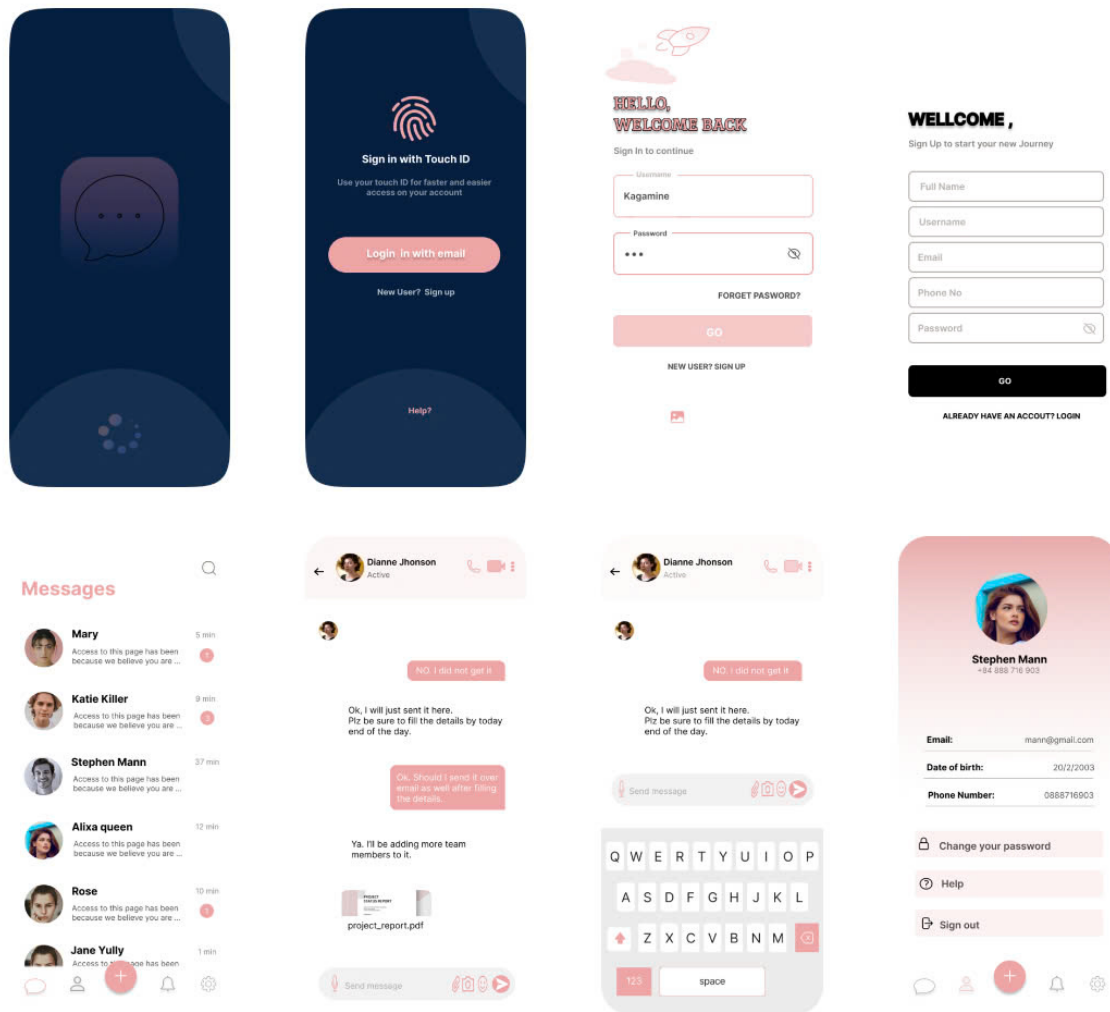 Sign in with Touch ID
Use your touch ID for faster and easier
access on your account
Login in with email
New User? Sign up
Help?
HELLO,
WELCOME BACK
Sign In to continue
Username
Kagamine
Password
FORGET PASWORD?
GO
NEW USER? SIGN UP
WELLCOME ,
Sign Up to start your new Journey
Full Name
Username
Email
Phone No
Password
GO
ALREADY HAVE AN ACCOUT? LOGIN
Messages
Mary
5 min
Access to this page has been
because we believe you are ...
1
Katie Killer
9 min
Access to this page has been
because we believe you are ...
3
Stephen Mann
37 min
Access to this page has been
because we believe you are ...
Alixa queen
12 min
Access to this page has been
because we believe you are ...
Rose
10 min
Access to this page has been
because we believe you are ...
1
Jane Yully
1 min
Access to page has been
Dianne Jhonson
Active
NO. I did not get it
Ok, I will just sent it here.
Plz be sure to fill the details by today
end of the day.
Ok. Should I send it over
email as well after filling
the details.
Ya. I'll be adding more team
members to it.
PROJECT
STATUS REPORT
project_report.pdf
Send message
Dianne Jhonson
Active
NO. I did not get it
Ok, I will just sent it here.
Plz be sure to fill the details by today
end of the day.
Send message
Q W E R T Y U I O P
A S D F G H J K L
Z X C V B N M
123 space
Stephen Mann
+84 888 716 903
Email: mann@gmail.com
Date of birth: 20/2/2003
Phone Number: 0888716903
Change your password
Help
Sign out